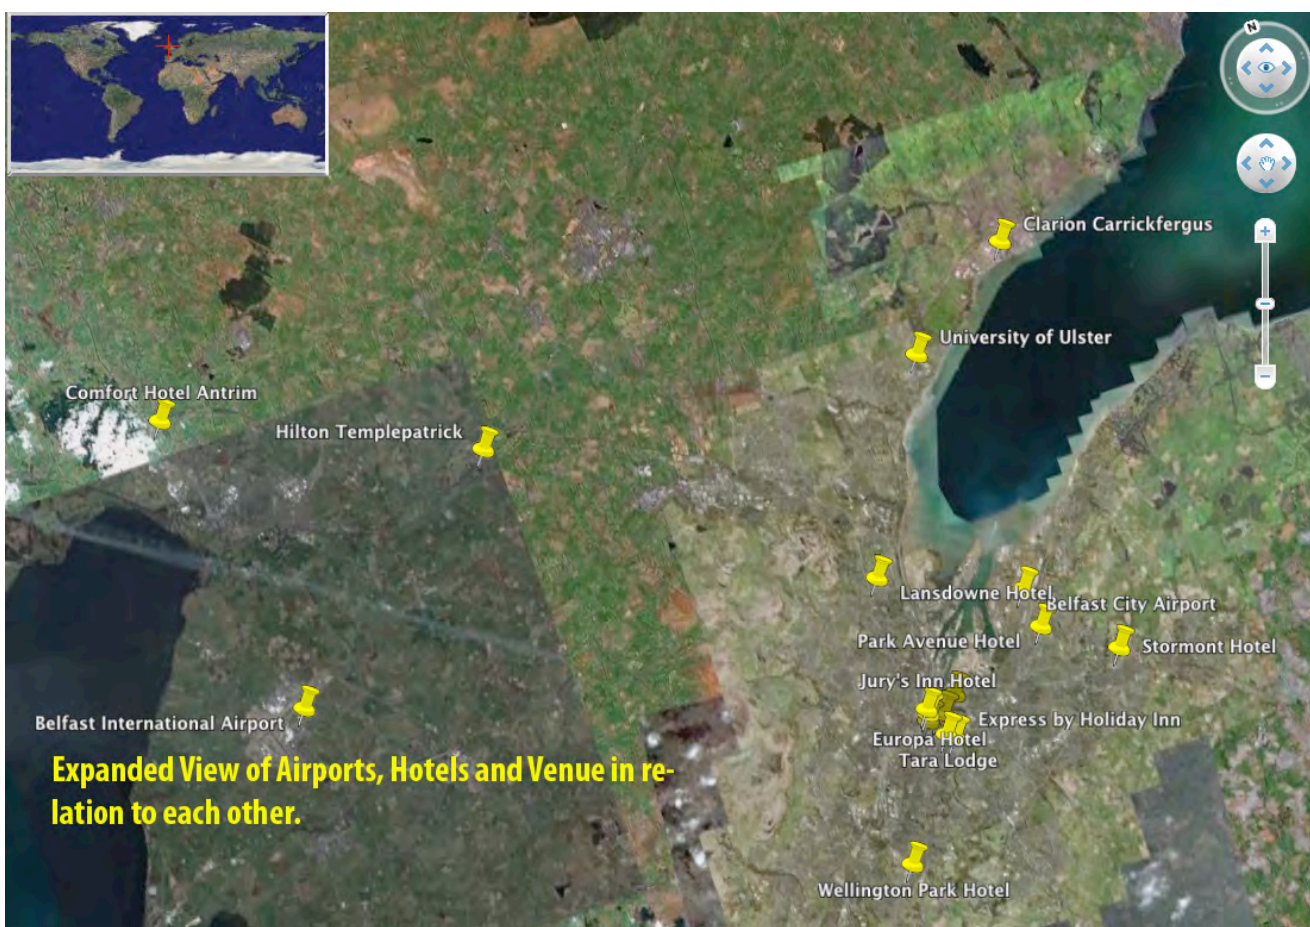 N
Clarion Carrickfergus
University of Ulster
Comfort Hotel Antrim
Hilton Templepatrick
Lansdowne Hotel
Belfast City Airport
Park Avenue Hotel
Stormont Hotel
Jury's Inn Hotel
Belfast International Airport
Express by Holiday Inn
Europa Hotel
Tara Lodge
Expanded View of Airports, Hotels and Venue in re-
lation to each other.
Wellington Park Hotel